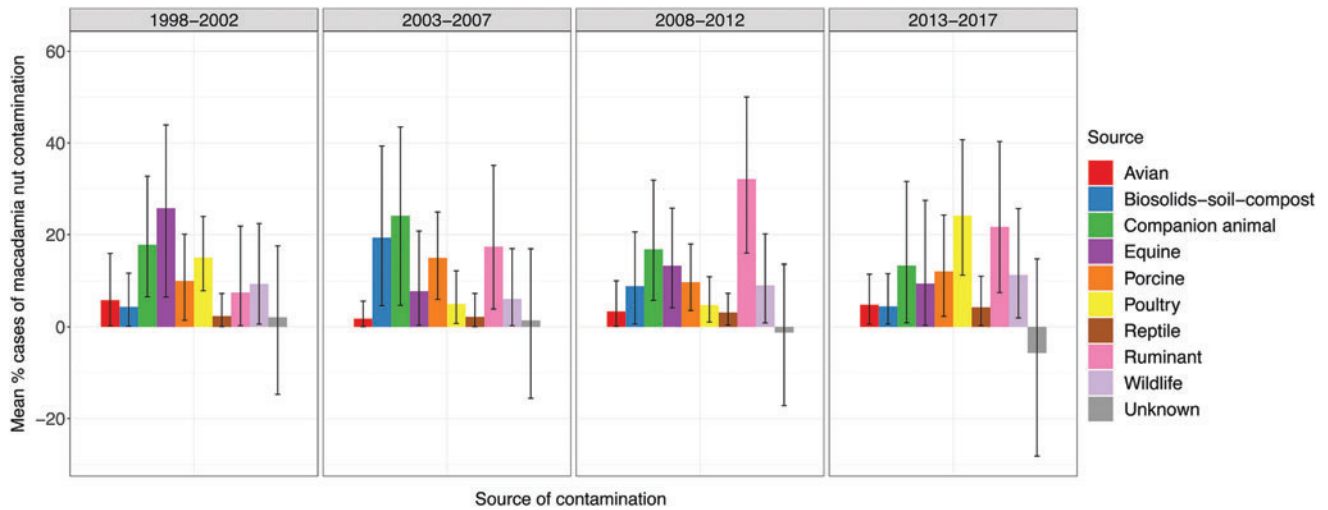 1998−2002
2003−2007
2008−2012
2013−2017
Mean % cases of macadamia nut contamination
60
40
20
0
−20
Source of contamination
Source
Avian
Biosolids−soil−compost
Companion animal
Equine
Porcine
Poultry
Reptile
Ruminant
Wildlife
Unknown